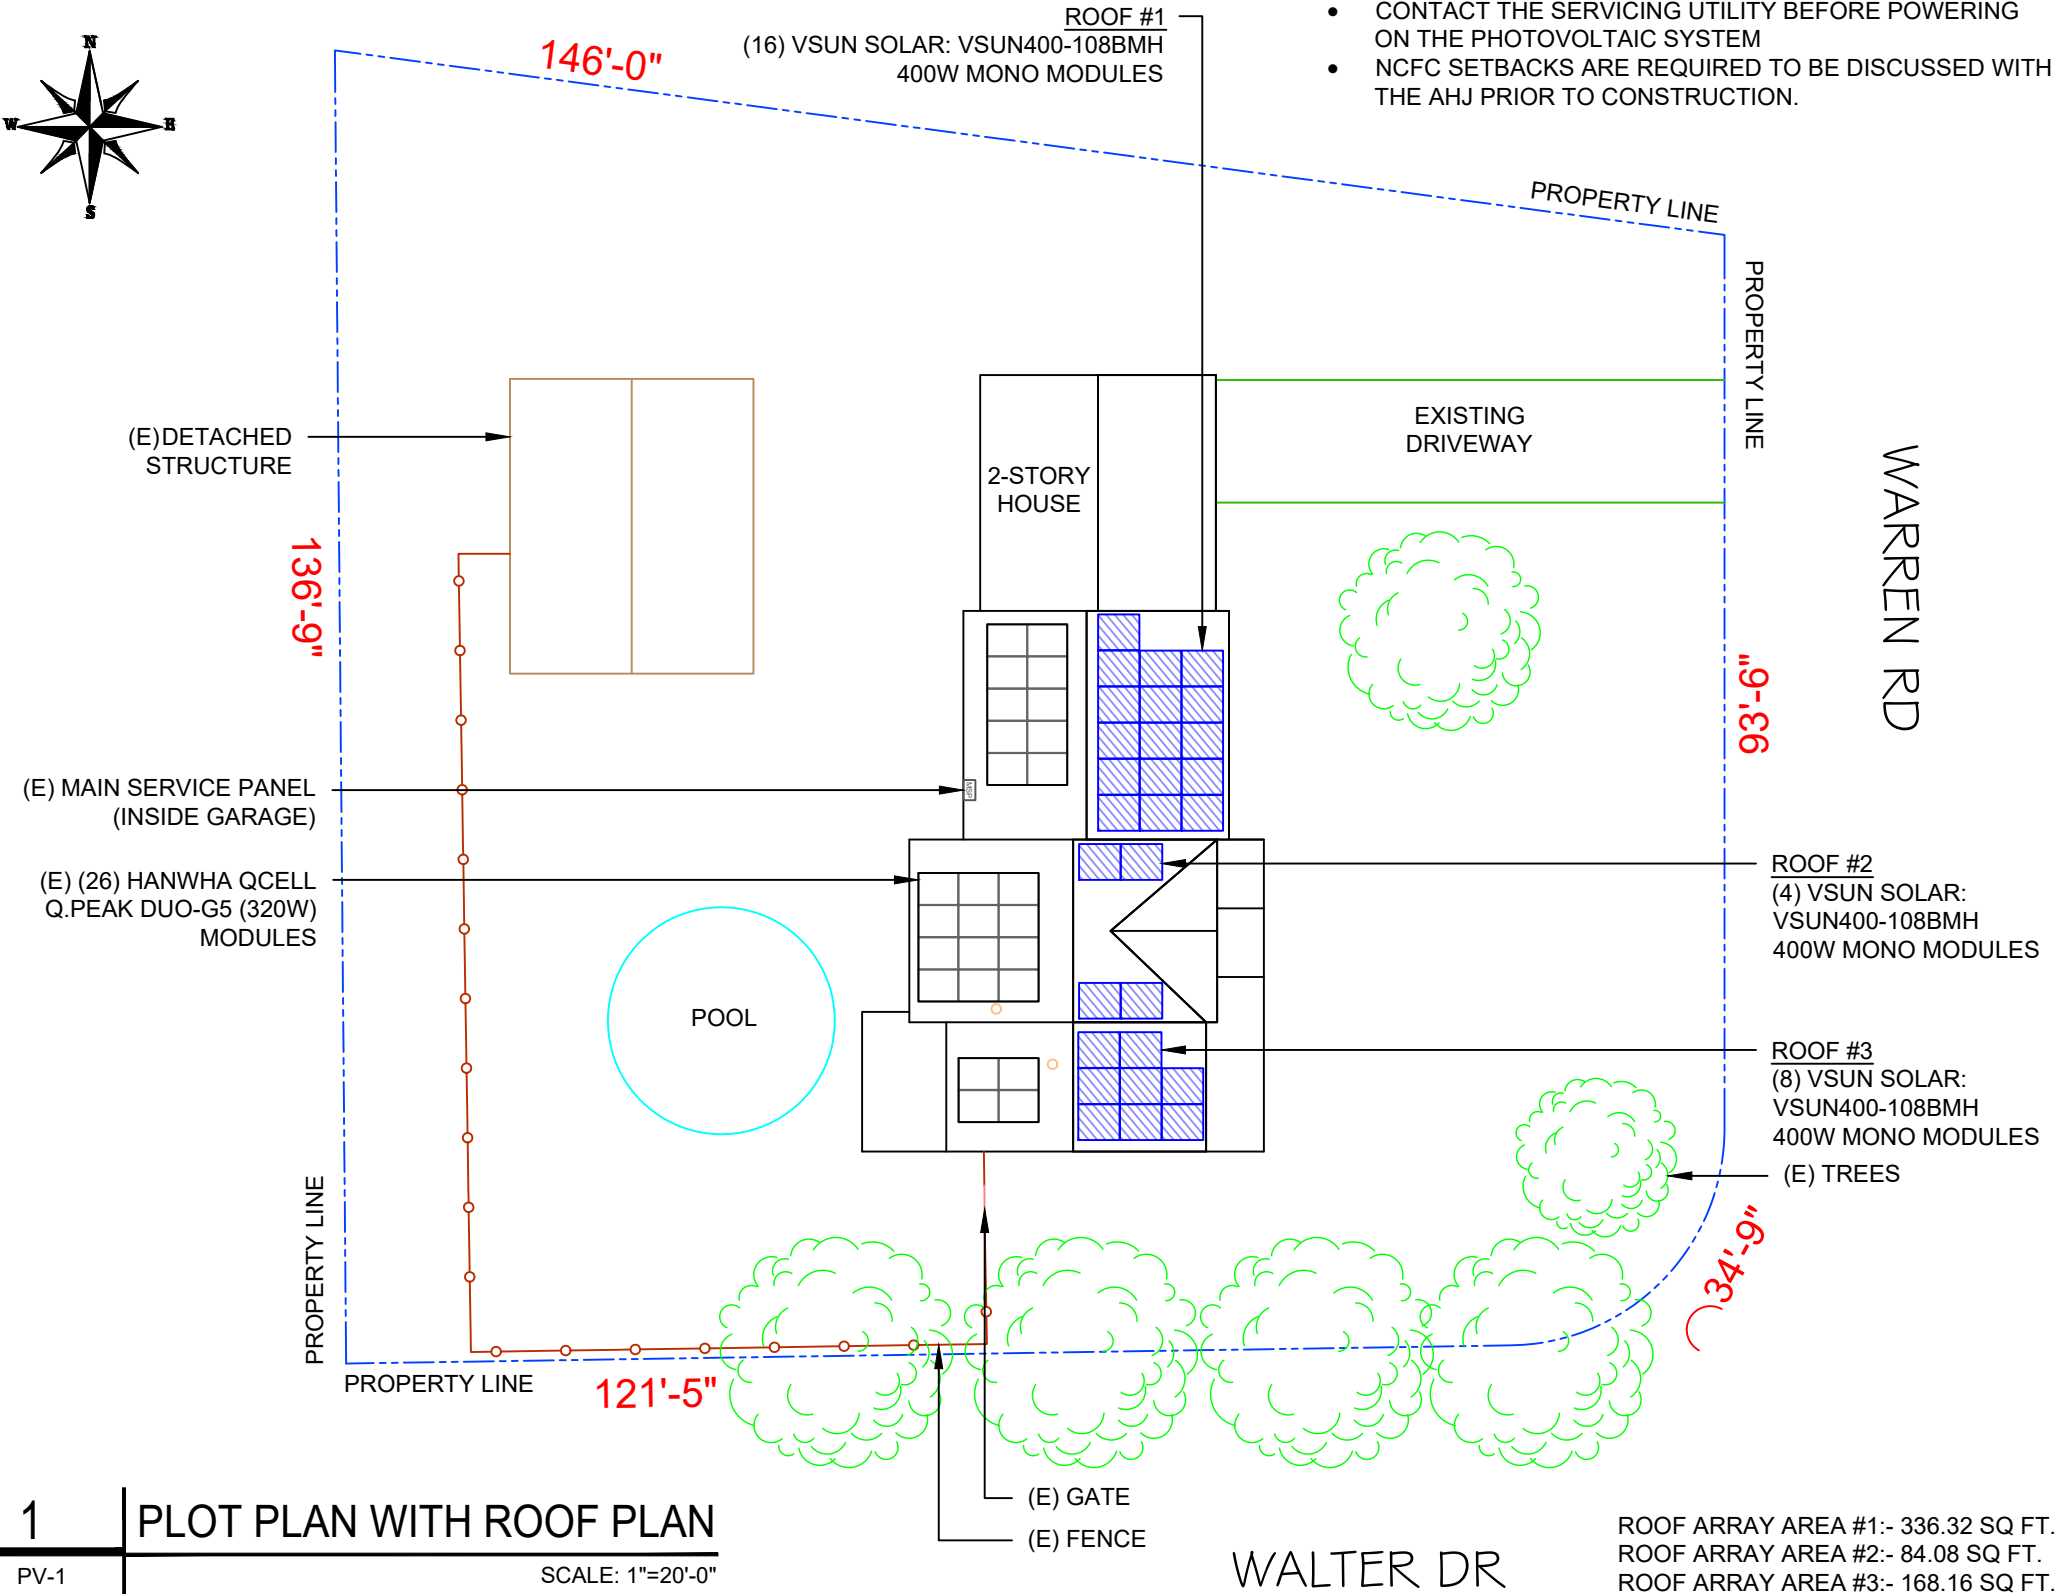 ROOF #1
(16) VSUN SOLAR: VSUN400-108BMH
400W MONO MODULES
• CONTACT THE SERVICING UTILITY BEFORE POWERING
ON THE PHOTOVOLTAIC SYSTEM
• NCFC SETBACKS ARE REQUIRED TO BE DISCUSSED WITH
THE AHJ PRIOR TO CONSTRUCTION.
N
W
E
S
146'-0"
PROPERTY LINE
PROPERTY LINE
(E)DETACHED
STRUCTURE
2-STORY
HOUSE
EXISTING
DRIVEWAY
WARREN RD
136'-9"
93'-6"
(E) MAIN SERVICE PANEL
(INSIDE GARAGE)
MSP
(E) (26) HANWHA QCELL
Q.PEAK DUO-G5 (320W)
MODULES
ROOF #2
(4) VSUN SOLAR:
VSUN400-108BMH
400W MONO MODULES
POOL
ROOF #3
(8) VSUN SOLAR:
VSUN400-108BMH
400W MONO MODULES
(E) TREES
34'-9"
PROPERTY LINE
PROPERTY LINE
121'-5"
(E) GATE
(E) FENCE
WALTER DR
1
PLOT PLAN WITH ROOF PLAN
PV-1
SCALE: 1"=20'-0"
ROOF ARRAY AREA #1:- 336.32 SQ FT.
ROOF ARRAY AREA #2:- 84.08 SQ FT.
ROOF ARRAY AREA #3:- 168.16 SQ FT.